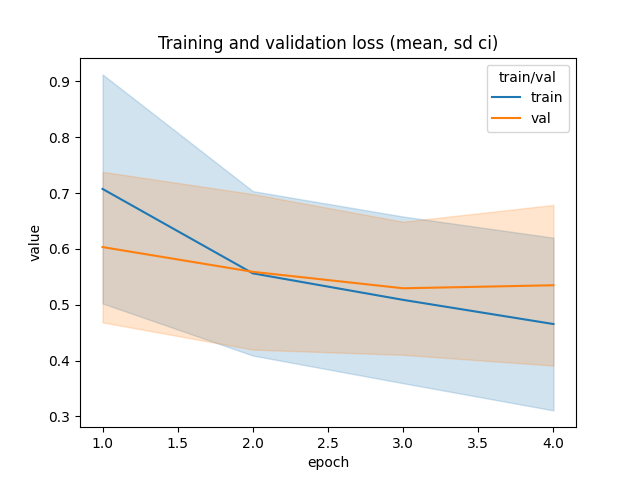 Training and validation loss (mean, sd ci)
train/val
train
val
value
0.9
0.8
0.7
0.6
0.5
0.4
0.3
1.0 1.5 2.0 2.5 3.0 3.5 4.0
epoch